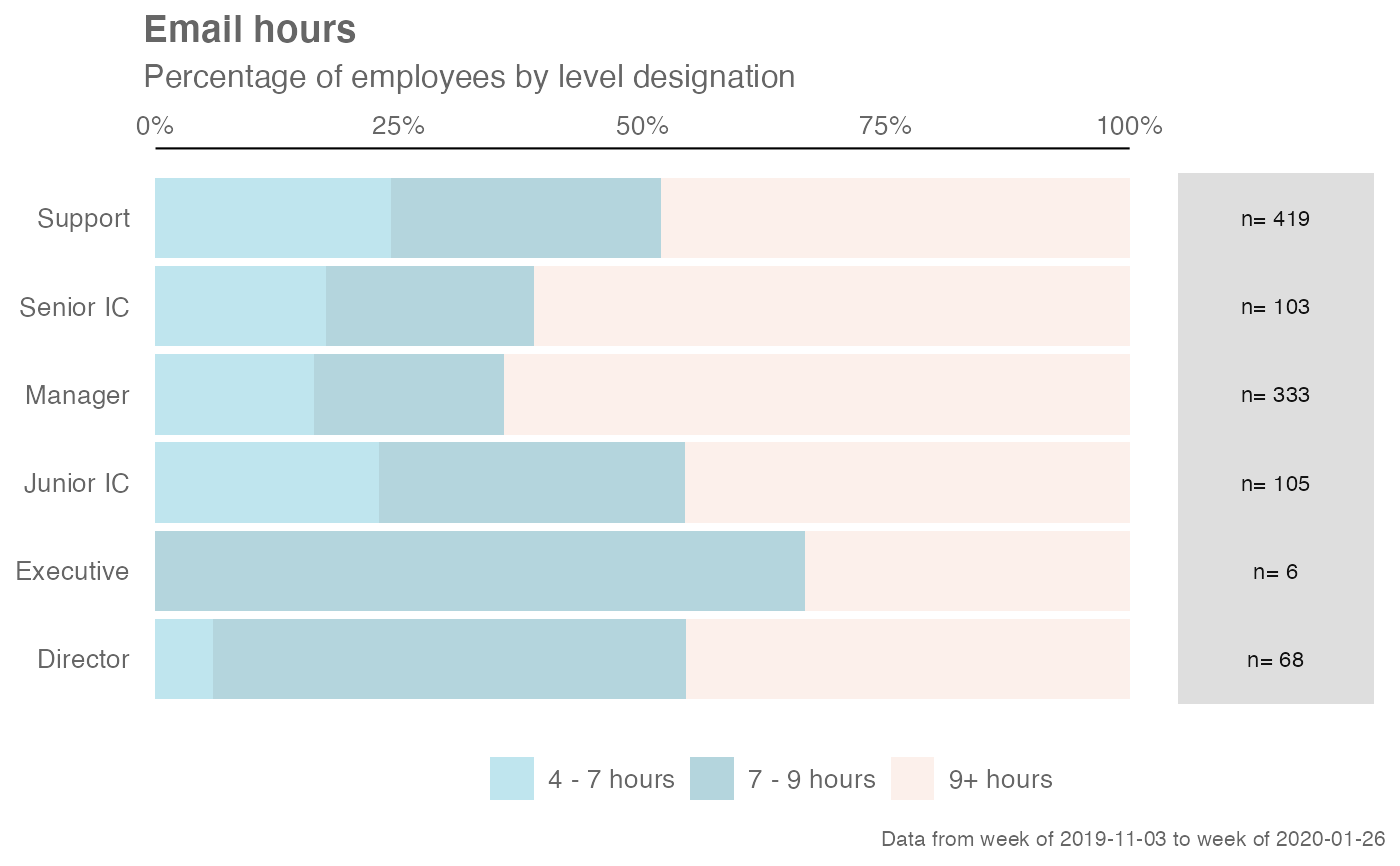 Email hours
Percentage of employees by level designation
0% 25% 50% 75% 100%
Support n= 419
Senior IC n= 103
Manager n= 333
Junior IC n= 105
Executive n= 6
Director n= 68
4 - 7 hours 7 - 9 hours 9+ hours
Data from week of 2019-11-03 to week of 2020-01-26